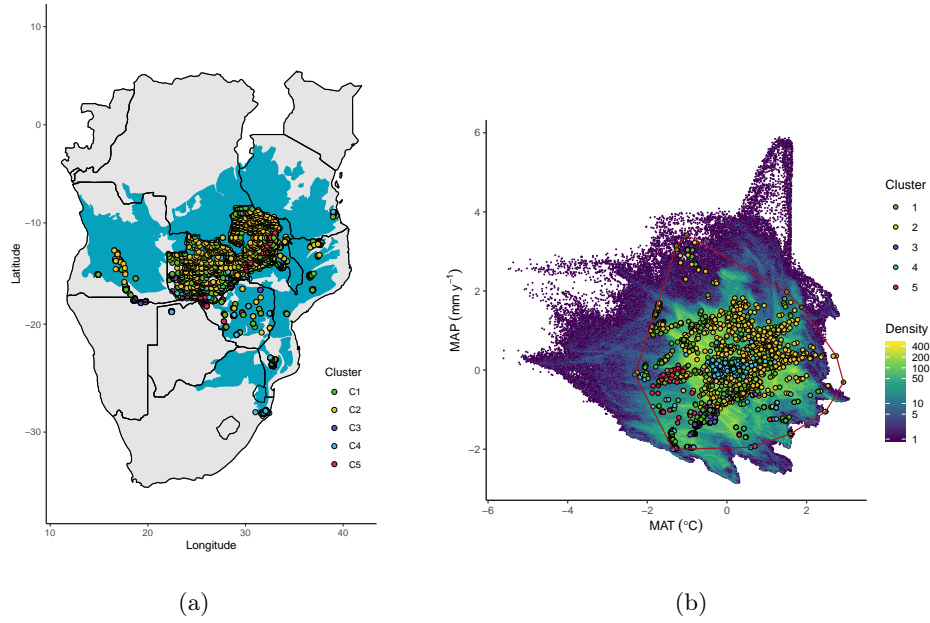 10
0
−10
−20
−30
Latitude
10
20
30
40
Longitude
Cluster
C1
C2
C3
C4
C5
(a)
6
4
2
0
−2
MAP (mm y⁻¹)
−6
−4
−2
0
2
MAT (°C)
Cluster
1
2
3
4
5
Density
400
200
100
50
10
5
1
(b)